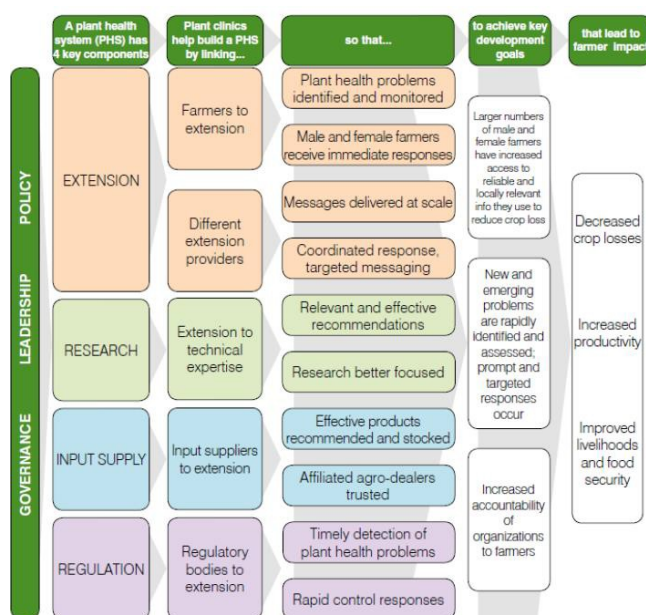 A plant health
system (PHS) has
4 key components
Plant clinics
help build a PHS
by linking...
so that...
to achieve key
development
goals
that lead to
farmer impact
POLICY
LEADERSHIP
GOVERNANCE
EXTENSION
Farmers to
extension
Different
extension
providers
Plant health problems
identified and monitored
Male and female farmers
receive immediate responses
Messages delivered at scale
Coordinated response,
targeted messaging
RESEARCH
Extension to
technical
expertise
Relevant and effective
recommendations
Research better focused
INPUT SUPPLY
Input suppliers
to extension
Effective products
recommended and stocked
Affiliated agro-dealers
trusted
REGULATION
Regulatory
bodies to
extension
Timely detection of
plant health problems
Rapid control responses
Larger numbers
of male and
female farmers
have increased
access to
reliable and
locally relevant
info they use to
reduce crop loss
New and
emerging
problems
are rapidly
identified and
assessed;
prompt and
targeted
responses
occur
Increased
accountability
of
organizations
to farmers
Decreased
crop losses
Increased
productivity
Improved
livelihoods
and food
security